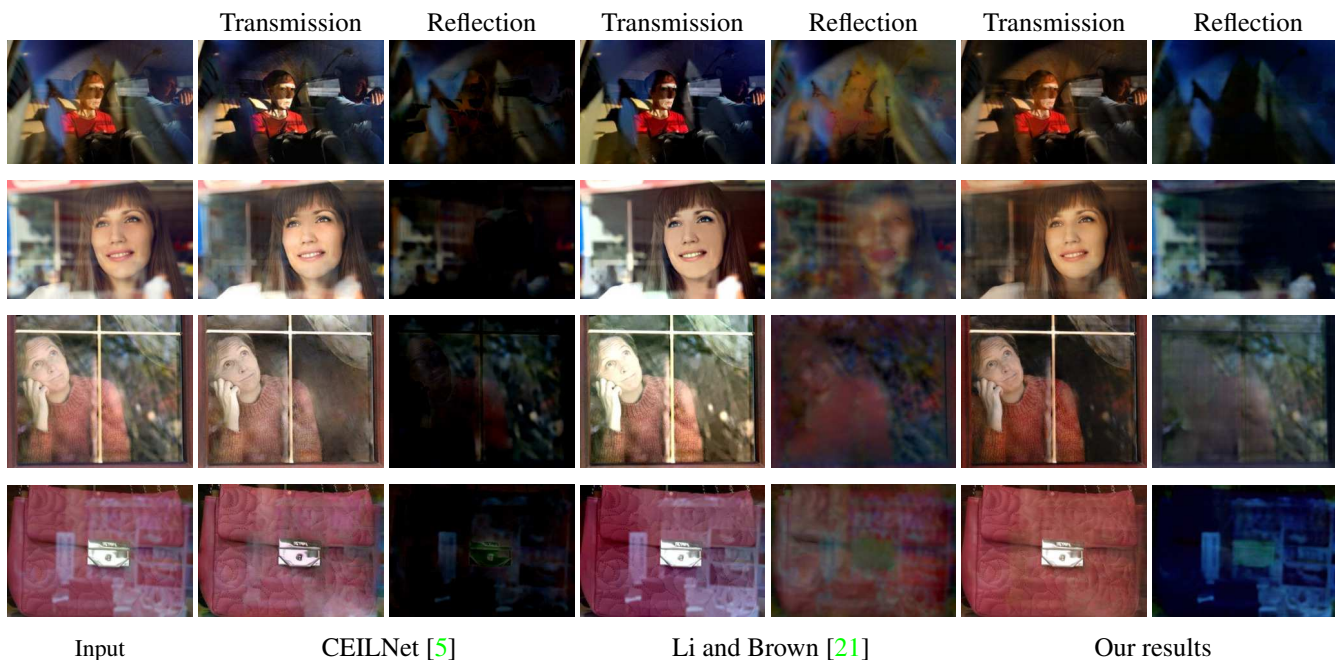 Transmission Reflection Transmission Reflection Transmission Reflection
Input CEILNet [5] Li and Brown [21] Our results